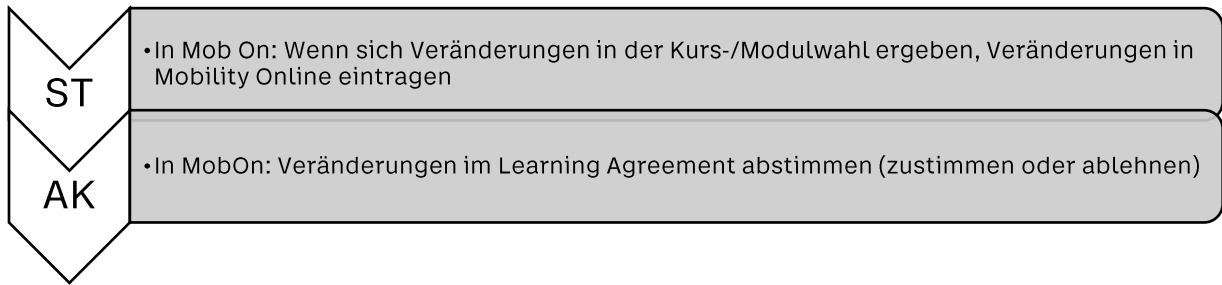 ST
•In Mob On: Wenn sich Veränderungen in der Kurs-/Modulwahl ergeben, Veränderungen in
Mobility Online eintragen
AK
•In MobOn: Veränderungen im Learning Agreement abstimmen (zustimmen oder ablehnen)